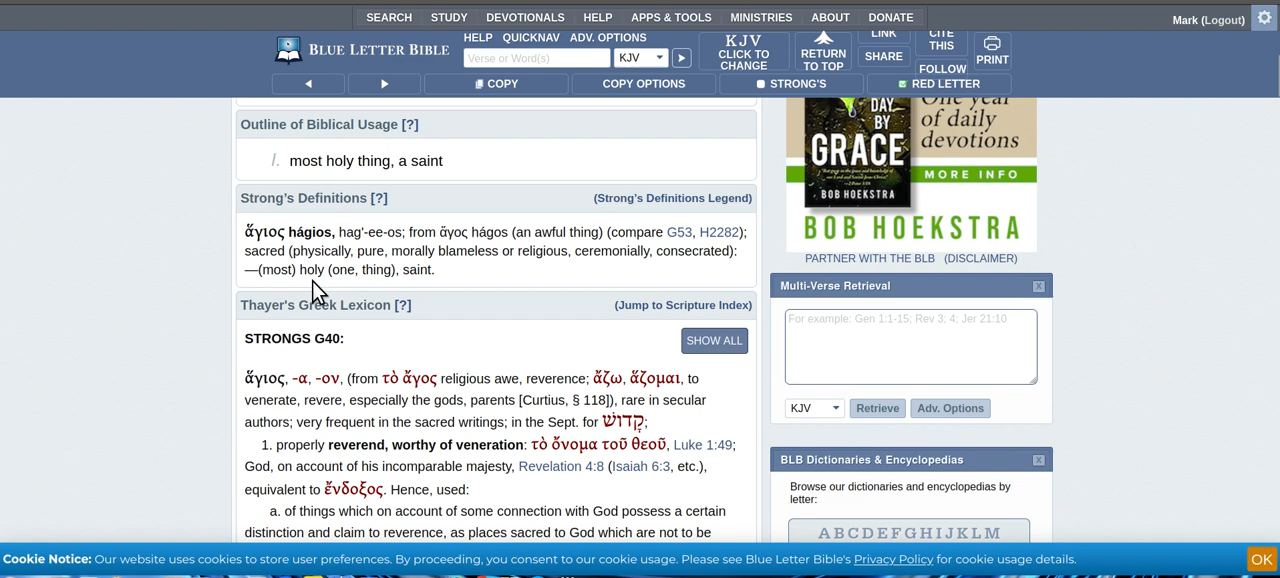 SEARCH STUDY DEVOTIONALS HELP APPS & TOOLS MINISTRIES ABOUT DONATE
Mark (Logout)
BLUE LETTER BIBLE
HELP QUICKNAV ADV. OPTIONS
Verse or Word(s)
KJV
KJV
CLICK TO
CHANGE
RETURN
TO TOP
LINK
SHARE
CITE
THIS
FOLLOW
PRINT
COPY
COPY OPTIONS
STRONG'S
RED LETTER
Outline of Biblical Usage [?]
I. most holy thing, a saint
Strong's Definitions [?] (Strong's Definitions Legend)
ἅγιος hágios, hag'-ee-os; from ἅγος hágos (an awful thing) (compare G53, H2282);
sacred (physically, pure, morally blameless or religious, ceremonially, consecrated):
—(most) holy (one, thing), saint.
Thayer's Greek Lexicon [?] (Jump to Scripture Index)
STRONGS G40:
SHOW ALL
ἅγιος, -α, -ον, (from τὸ ἄγος religious awe, reverence; ἄζω, ἄζομαι, to
venerate, revere, especially the gods, parents [Curtius, § 118]), rare in secular
authors; very frequent in the sacred writings; in the Sept. for קָדוֹשׁ;
1. properly reverend, worthy of veneration: τὸ ὄνομα τοῦ θεοῦ, Luke 1:49;
God, on account of his incomparable majesty, Revelation 4:8 (Isaiah 6:3, etc.),
equivalent to ἔνδοξος. Hence, used:
a. of things which on account of some connection with God possess a certain
distinction and claim to reverence, as places sacred to God which are not to be
DAY
BY
GRACE
BOB HOEKSTRA
One year
of daily
devotions
MORE INFO
BOB HOEKSTRA
PARTNER WITH THE BLB (DISCLAIMER)
Multi-Verse Retrieval x
For example: Gen 1:1-15; Rev 3; 4; Jer 21:10
KJV Retrieve Adv. Options
BLB Dictionaries & Encyclopedias x
Browse our dictionaries and encyclopedias by
letter:
A B C D E F G H I J K L M
Cookie Notice: Our website uses cookies to store user preferences. By proceeding, you consent to our cookie usage. Please see Blue Letter Bible's Privacy Policy for cookie usage details.
OK